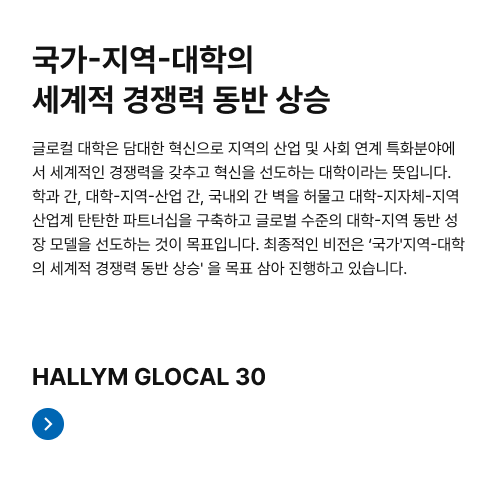 국가-지역-대학의
세계적 경쟁력 동반 상승
글로컬 대학은 담대한 혁신으로 지역의 산업 및 사회 연계 특화분야에
서 세계적인 경쟁력을 갖추고 혁신을 선도하는 대학이라는 뜻입니다.
학과 간, 대학-지역-산업 간, 국내외 간 벽을 허물고 대학-지자체-지역
산업계 탄탄한 파트너십을 구축하고 글로벌 수준의 대학-지역 동반 성
장 모델을 선도하는 것이 목표입니다. 최종적인 비전은 ‘국가'지역-대학
의 세계적 경쟁력 동반 상승' 을 목표 삼아 진행하고 있습니다.
HALLYM GLOCAL 30